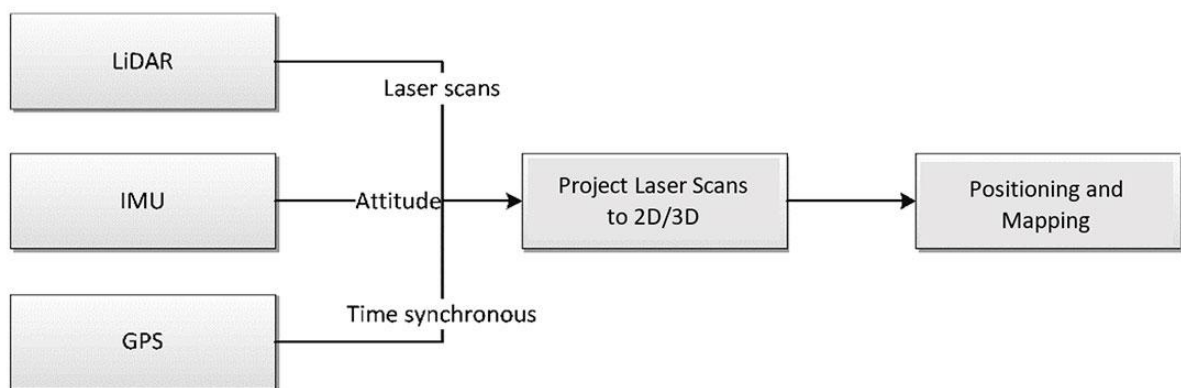 LiDAR
Laser scans
IMU
Attitude
Project Laser Scans
to 2D/3D
Positioning and
Mapping
Time synchronous
GPS